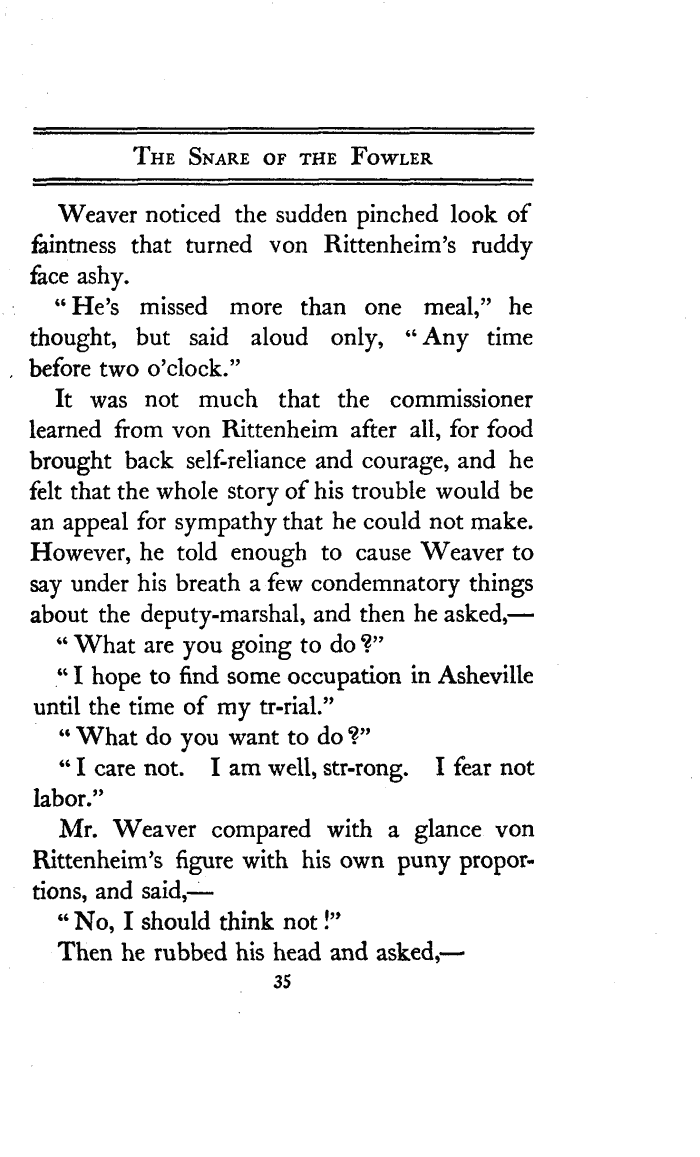 The Snare of the Fowler
Weaver noticed the sudden pinched look of
faintness that turned von Rittenheim's ruddy
face ashy.
“He's missed more than one meal,” he
thought, but said aloud only, “Any time
before two o'clock.”
It was not much that the commissioner
learned from von Rittenheim after all, for food
brought back self-reliance and courage, and he
felt that the whole story of his trouble would be
an appeal for sympathy that he could not make.
However, he told enough to cause Weaver to
say under his breath a few condemnatory things
about the deputy-marshal, and then he asked,—
“What are you going to do?”
“I hope to find some occupation in Asheville
until the time of my tr-rial.”
“What do you want to do?”
“I care not. I am well, str-rong. I fear not
labor.”
Mr. Weaver compared with a glance von
Rittenheim's figure with his own puny propor-
tions, and said,—
“No, I should think not!”
Then he rubbed his head and asked,—
35